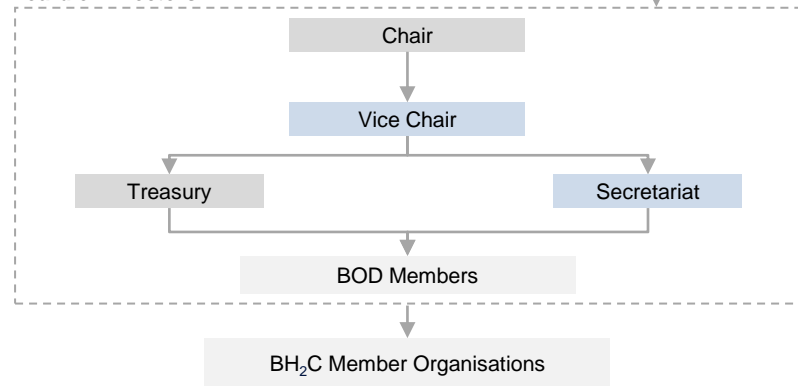 Chair
Vice Chair
Treasury
Secretariat
BOD Members
BH₂C Member Organisations